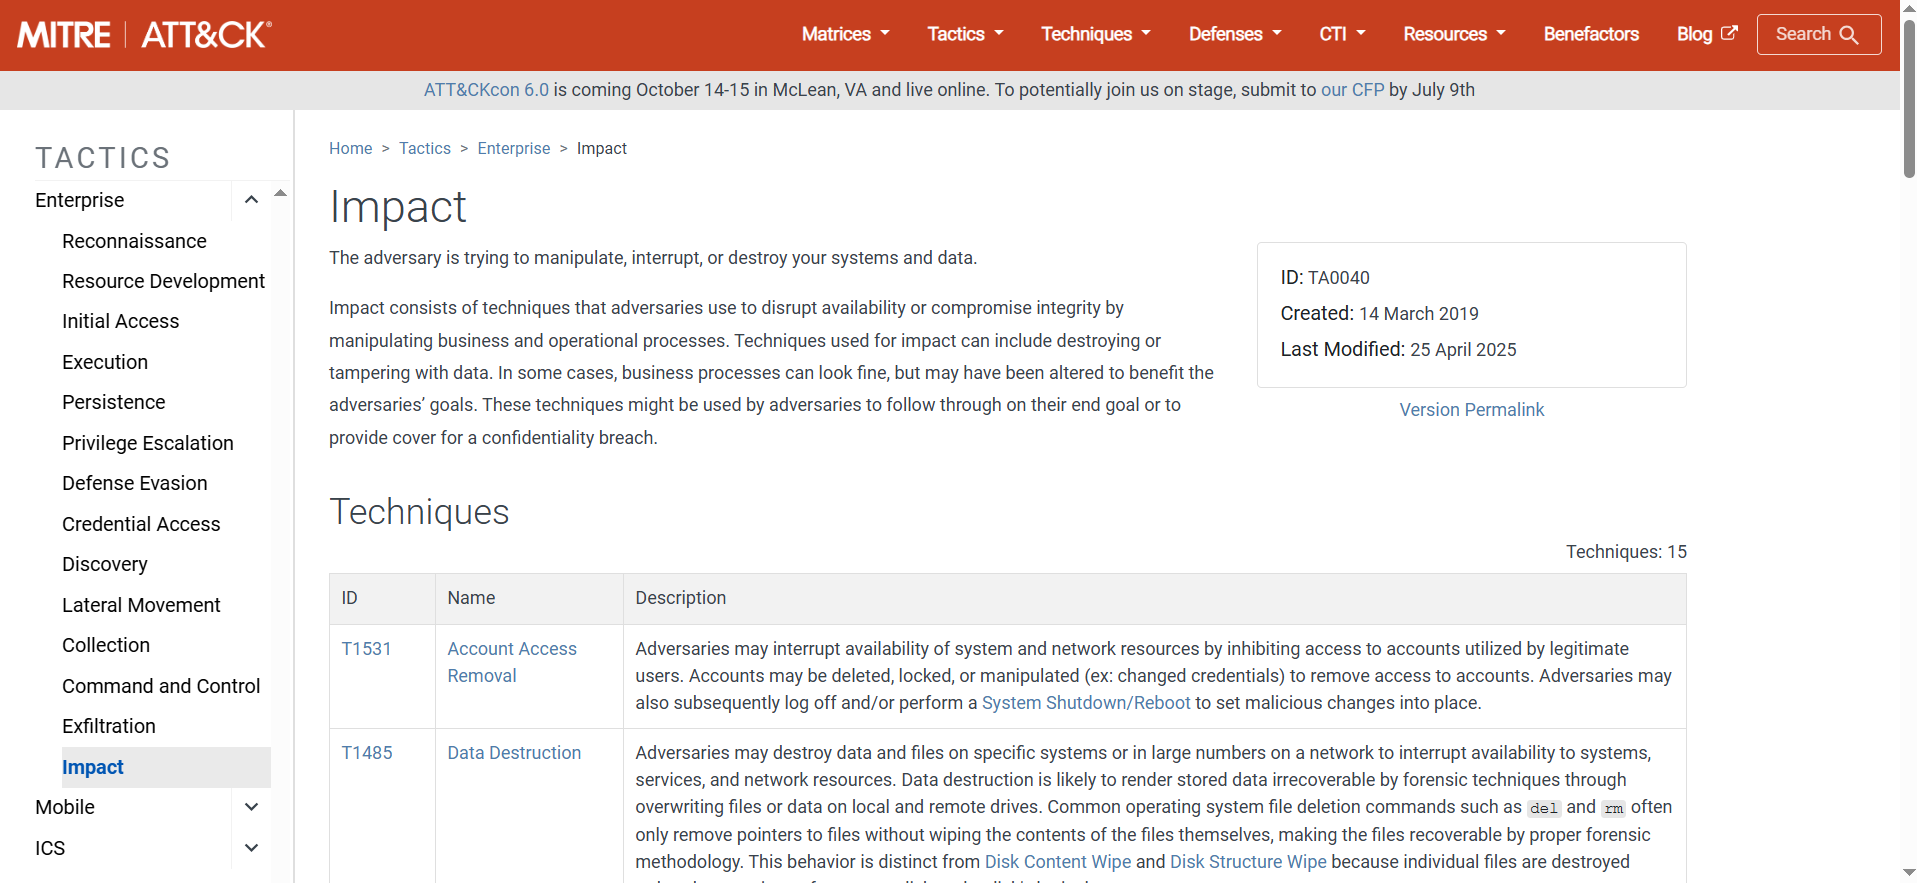 MITRE | ATT&CK®
Matrices
Tactics
Techniques
Defenses
CTI
Resources
Benefactors
Blog
Search
ATT&CKcon 6.0 is coming October 14-15 in McLean, VA and live online. To potentially join us on stage, submit to our CFP by July 9th
TACTICS
Enterprise
Reconnaissance
Resource Development
Initial Access
Execution
Persistence
Privilege Escalation
Defense Evasion
Credential Access
Discovery
Lateral Movement
Collection
Command and Control
Exfiltration
Impact
Mobile
ICS
Home > Tactics > Enterprise > Impact
Impact
The adversary is trying to manipulate, interrupt, or destroy your systems and data.
Impact consists of techniques that adversaries use to disrupt availability or compromise integrity by
manipulating business and operational processes. Techniques used for impact can include destroying or
tampering with data. In some cases, business processes can look fine, but may have been altered to benefit the
adversaries’ goals. These techniques might be used by adversaries to follow through on their end goal or to
provide cover for a confidentiality breach.
ID: TA0040
Created: 14 March 2019
Last Modified: 25 April 2025
Version Permalink
Techniques
Techniques: 15
ID
Name
Description
T1531
Account Access
Removal
Adversaries may interrupt availability of system and network resources by inhibiting access to accounts utilized by legitimate
users. Accounts may be deleted, locked, or manipulated (ex: changed credentials) to remove access to accounts. Adversaries may
also subsequently log off and/or perform a System Shutdown/Reboot to set malicious changes into place.
T1485
Data Destruction
Adversaries may destroy data and files on specific systems or in large numbers on a network to interrupt availability to systems,
services, and network resources. Data destruction is likely to render stored data irrecoverable by forensic techniques through
overwriting files or data on local and remote drives. Common operating system file deletion commands such as del and rm often
only remove pointers to files without wiping the contents of the files themselves, making the files recoverable by proper forensic
methodology. This behavior is distinct from Disk Content Wipe and Disk Structure Wipe because individual files are destroyed